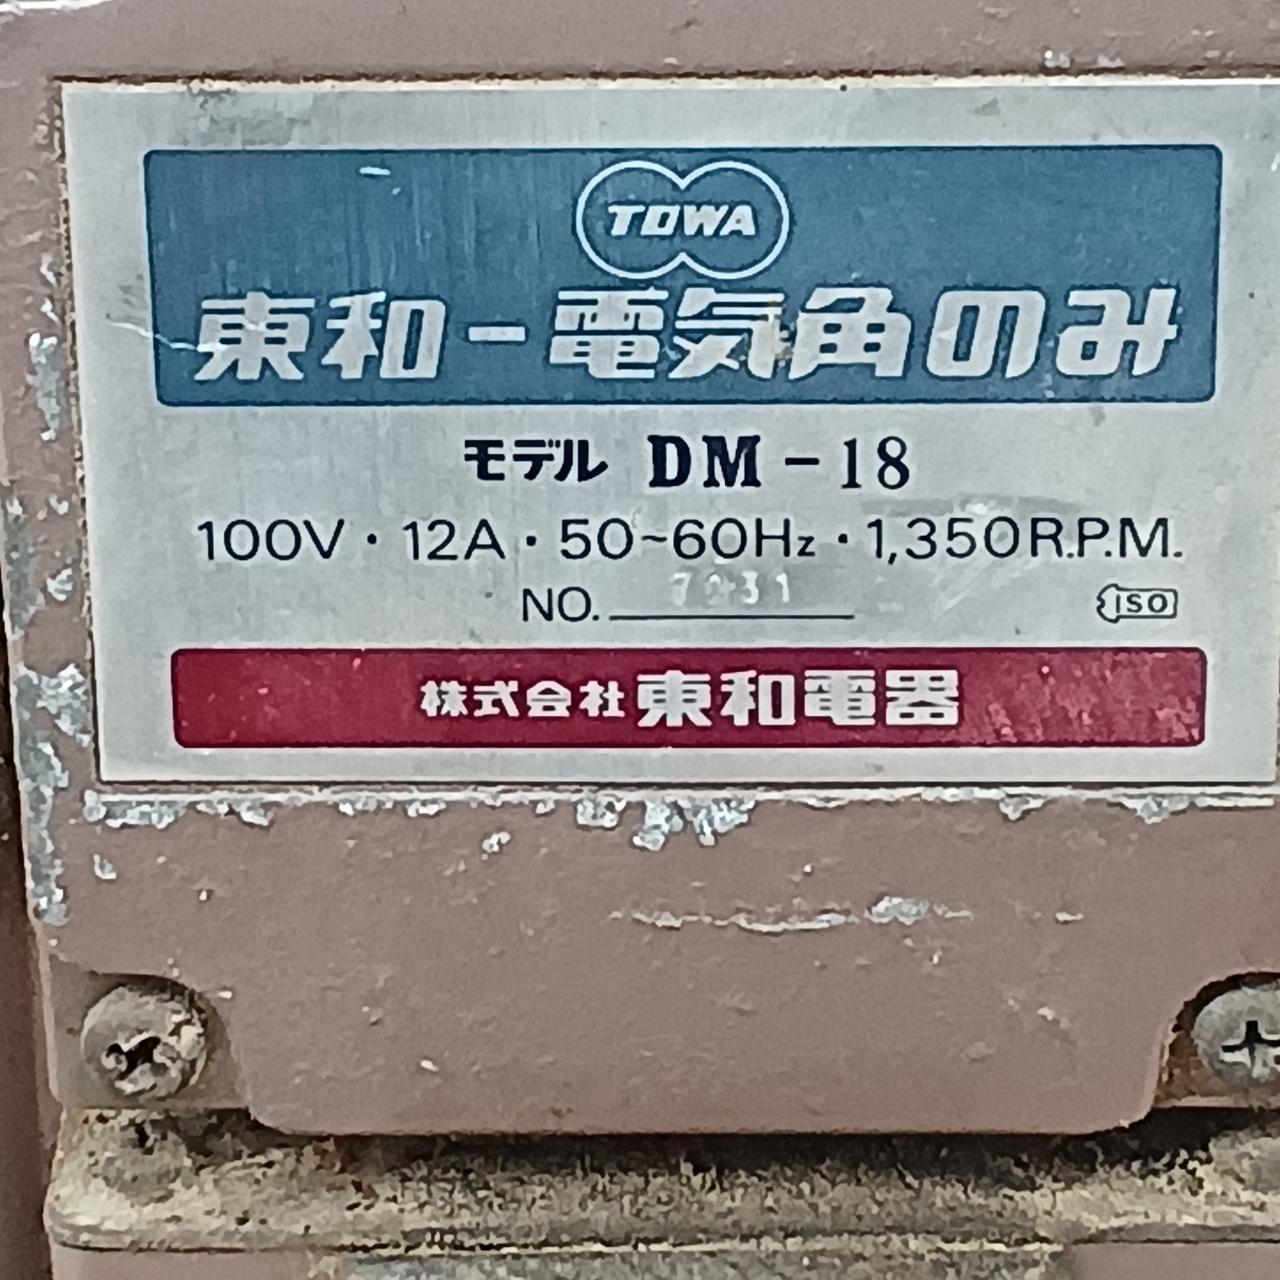 TOWA
東和-電気角のみ
モデル DM-18
100V・12A・50~60Hz・1,350R.P.M.
NO.
ISO
株式会社東和電器